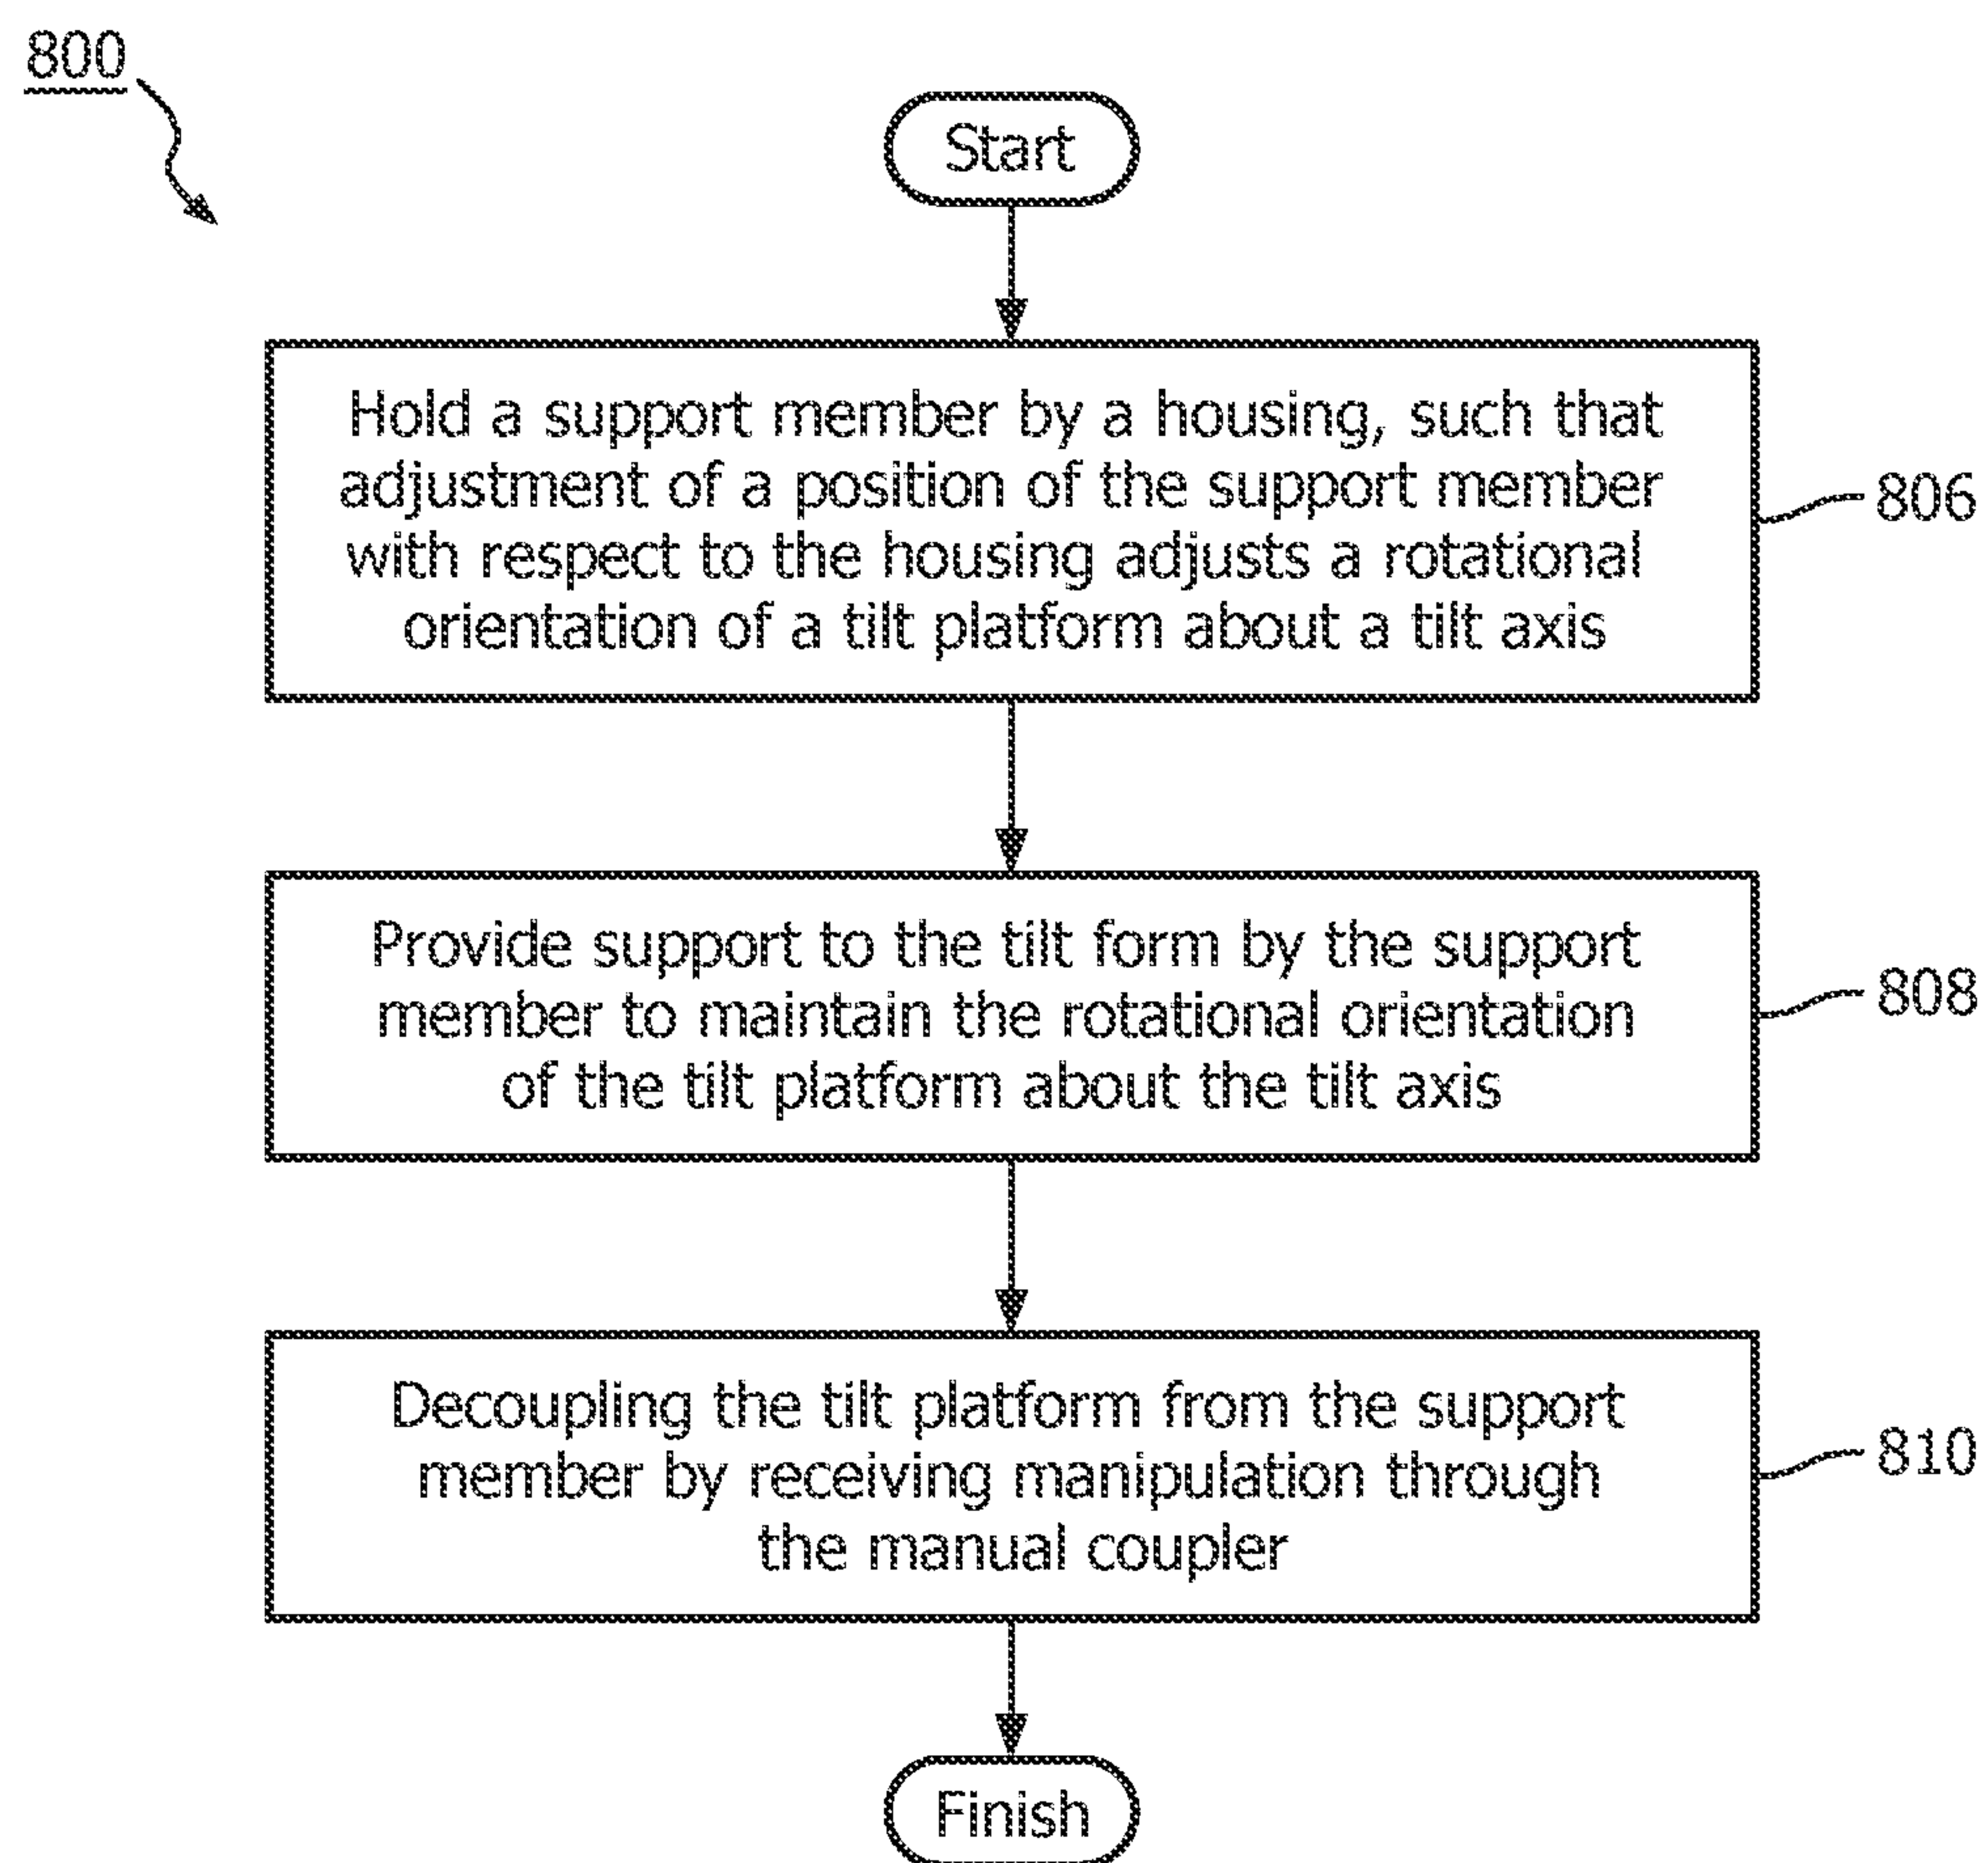 800
Start
Hold a support member by a housing, such that
adjustment of a position of the support member
with respect to the housing adjusts a rotational
orientation of a tilt platform about a tilt axis
806
Provide support to the tilt form by the support
member to maintain the rotational orientation
of the tilt platform about the tilt axis
808
Decoupling the tilt platform from the support
member by receiving manipulation through
the manual coupler
810
Finish